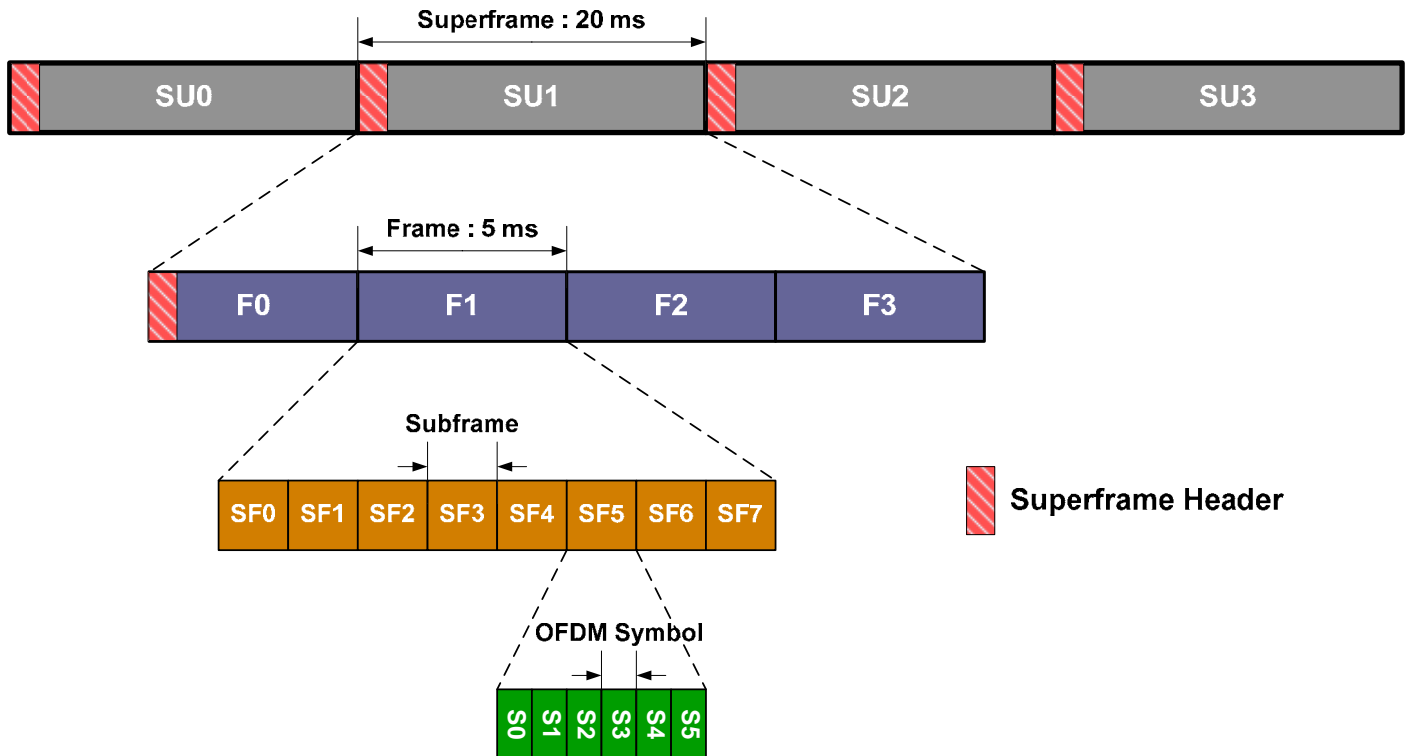 Superframe : 20 ms
SU0 SU1 SU2 SU3
Frame : 5 ms
F0 F1 F2 F3
Subframe
SF0 SF1 SF2 SF3 SF4 SF5 SF6 SF7
Superframe Header
OFDM Symbol
S0 S1 S2 S3 S4 S5